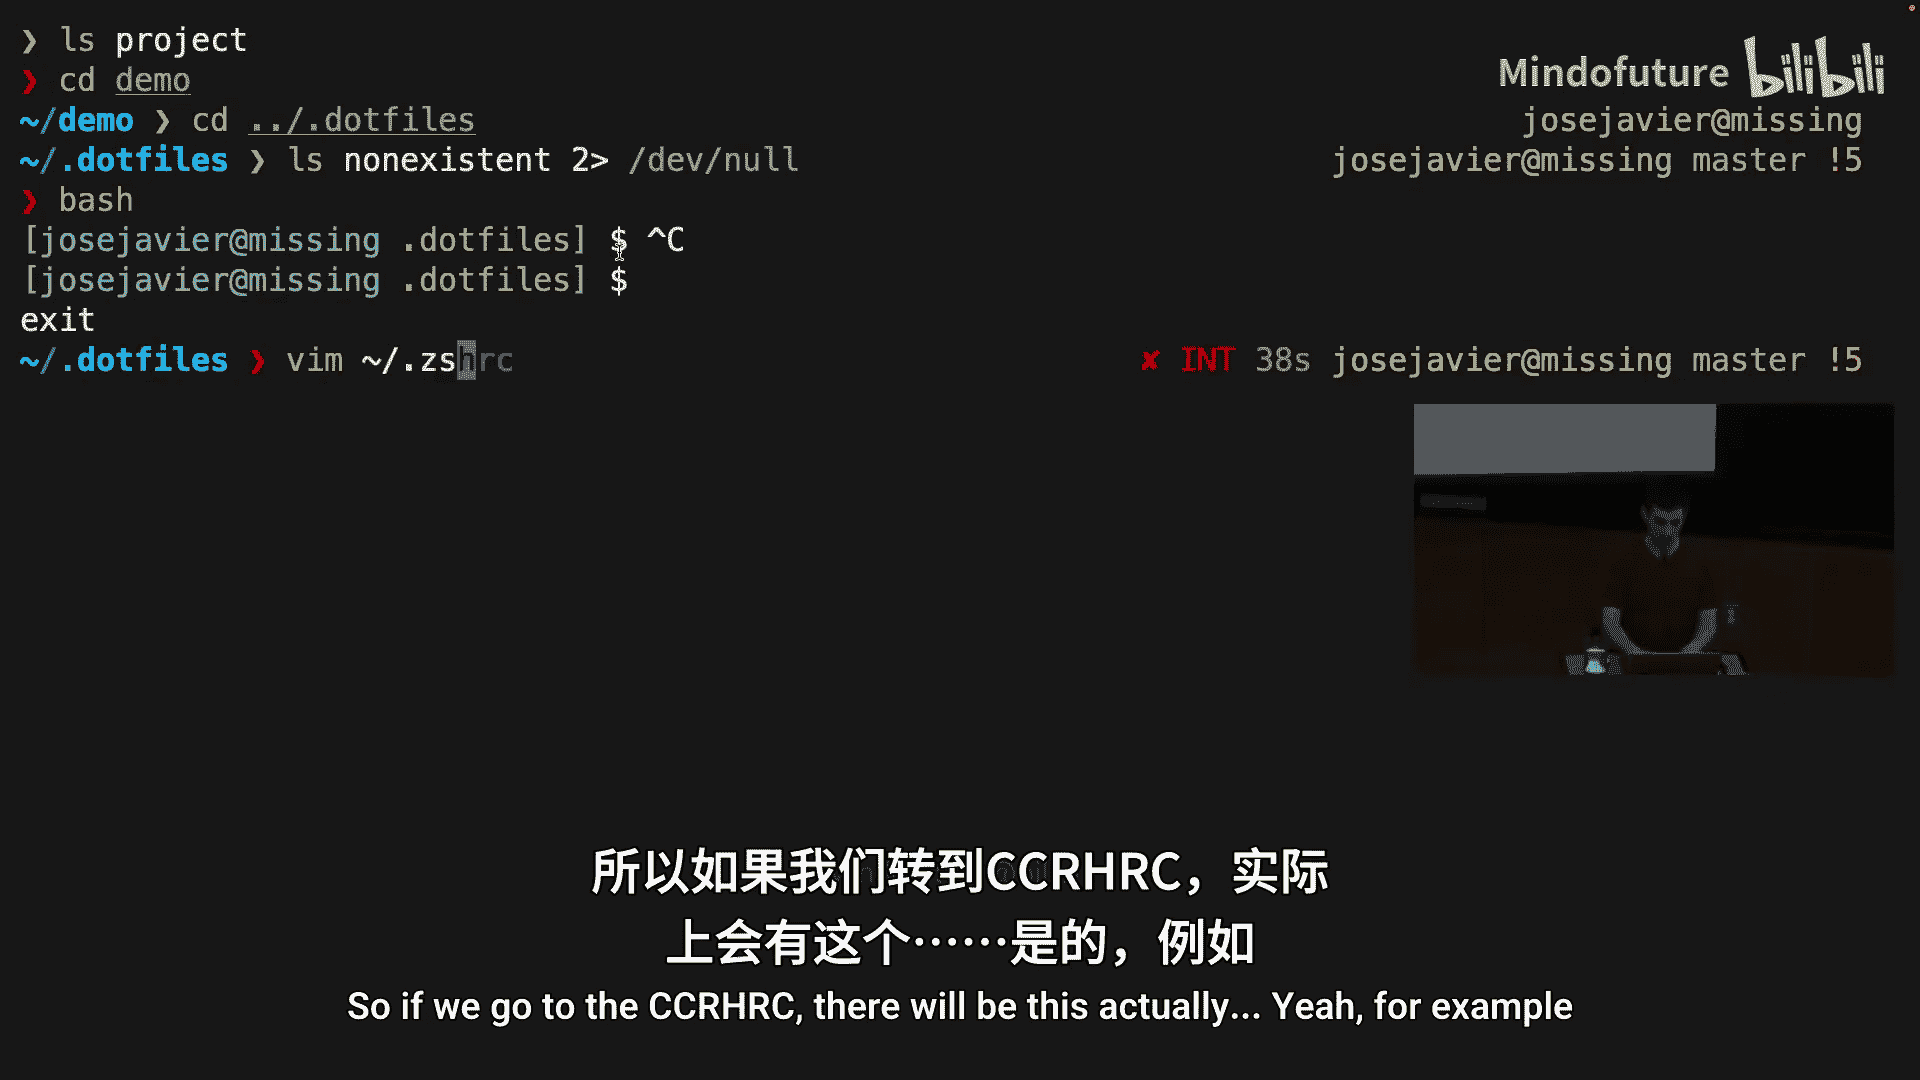 ❯ ls project
❯ cd demo
~/demo ❯ cd ../.dotfiles
~/.dotfiles ❯ ls nonexistent 2> /dev/null
❯ bash
[josejavier@missing .dotfiles] $ ^C
[josejavier@missing .dotfiles] $
exit
~/.dotfiles ❯ vim ~/.zshrc
Mindofuture bilibili
josejavier@missing
josejavier@missing master !5
✘ INT 38s josejavier@missing master !5
所以如果我们转到CCRHRC，实际
上会有这个……是的，例如
So if we go to the CCRHRC, there will be this actually... Yeah, for example